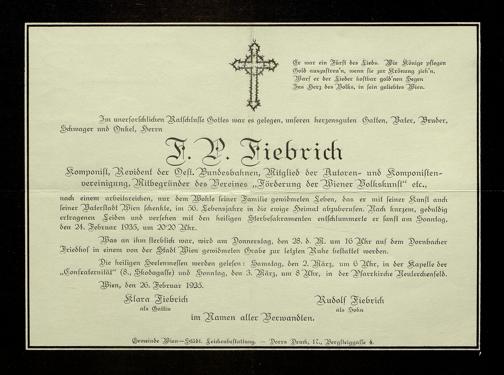 Er war ein Fürst des Lieds. Wie Könige pflegen
Gold auszustreu'n, wenn sie zur Krönung zieh'n,
Warf er der Lieder kostbar gold'nen Segen
Ins Herz des Volks, in sein geliebtes Wien.
Im unerforschlichen Ratschlusse Gottes war es gelegen, unseren herzensguten Gatten, Vater, Bruder,
Schwager und Onkel, Herrn
F. P. Fiebrich
Komponist, Revident der Oest. Bundesbahnen, Mitglied der Autoren- und Komponisten-
vereinigung, Mitbegründer des Vereines „Förderung der Wiener Volkskunst" etc.,
nach einem arbeitsreichen, nur dem Wohle seiner Familie gewidmeten Leben, das er mit seiner Kunst auch
seiner Vaterstadt Wien schenkte, im 56. Lebensjahre in die ewige Heimat abzuberufen. Nach kurzem, geduldig
ertragenen Leiden und versehen mit den heiligen Sterbesakramenten entschlummerte er sanft am Sonntag,
den 24. Februar 1935, um 20·20 Uhr.
Was an ihm sterblich war, wird am Donnerstag, den 28. d. M. um 16 Uhr auf dem Dornbacher
Friedhof in einem von der Stadt Wien gewidmeten Grabe zur letzten Ruhe bestattet werden.
Die heiligen Seelenmessen werden gelesen: Samstag, den 2. März, um 6 Uhr, in der Kapelle der
„Confraternität" (8., Skodagasse) und Sonntag, den 3. März, um 8 Uhr, in der Pfarrkirche Neulerchenfeld.
Wien, den 26. Februar 1935.
Klara Fiebrich Rudolf Fiebrich
als Gattin als Sohn
im Namen aller Verwandten.
Gemeinde Wien—Städt. Leichenbestattung. — Druck, 17., Bergsteiggasse 4.